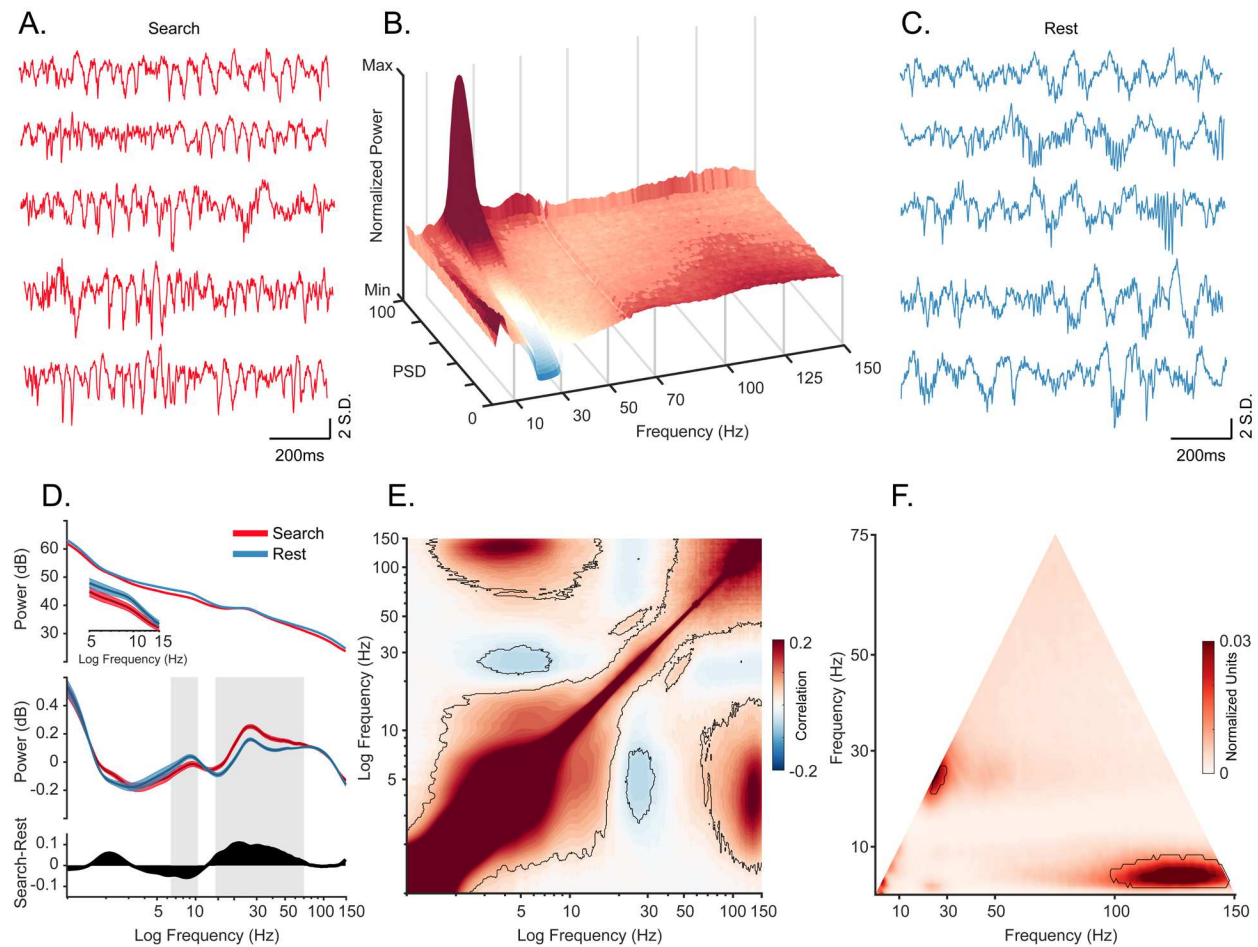 A.
Search
200ms
2 S.D.
B.
Max
Normalized Power
Min
100
PSD
0
10
30
50
70
100
125
150
Frequency (Hz)
C.
Rest
200ms
2 S.D.
D.
Search
Rest
60
50
40
30
Power (dB)
5
10
15
Log Frequency (Hz)
0.4
0.2
0
-0.2
Power (dB)
0.1
0
-0.1
Search-Rest
5
10
30
50
100
150
Log Frequency (Hz)
E.
150
100
50
30
10
5
Log Frequency (Hz)
5
10
30
50
100
150
Log Frequency (Hz)
0.2
Correlation
-0.2
F.
75
50
30
10
Frequency (Hz)
10
30
50
100
150
Frequency (Hz)
0.03
Normalized Units
0